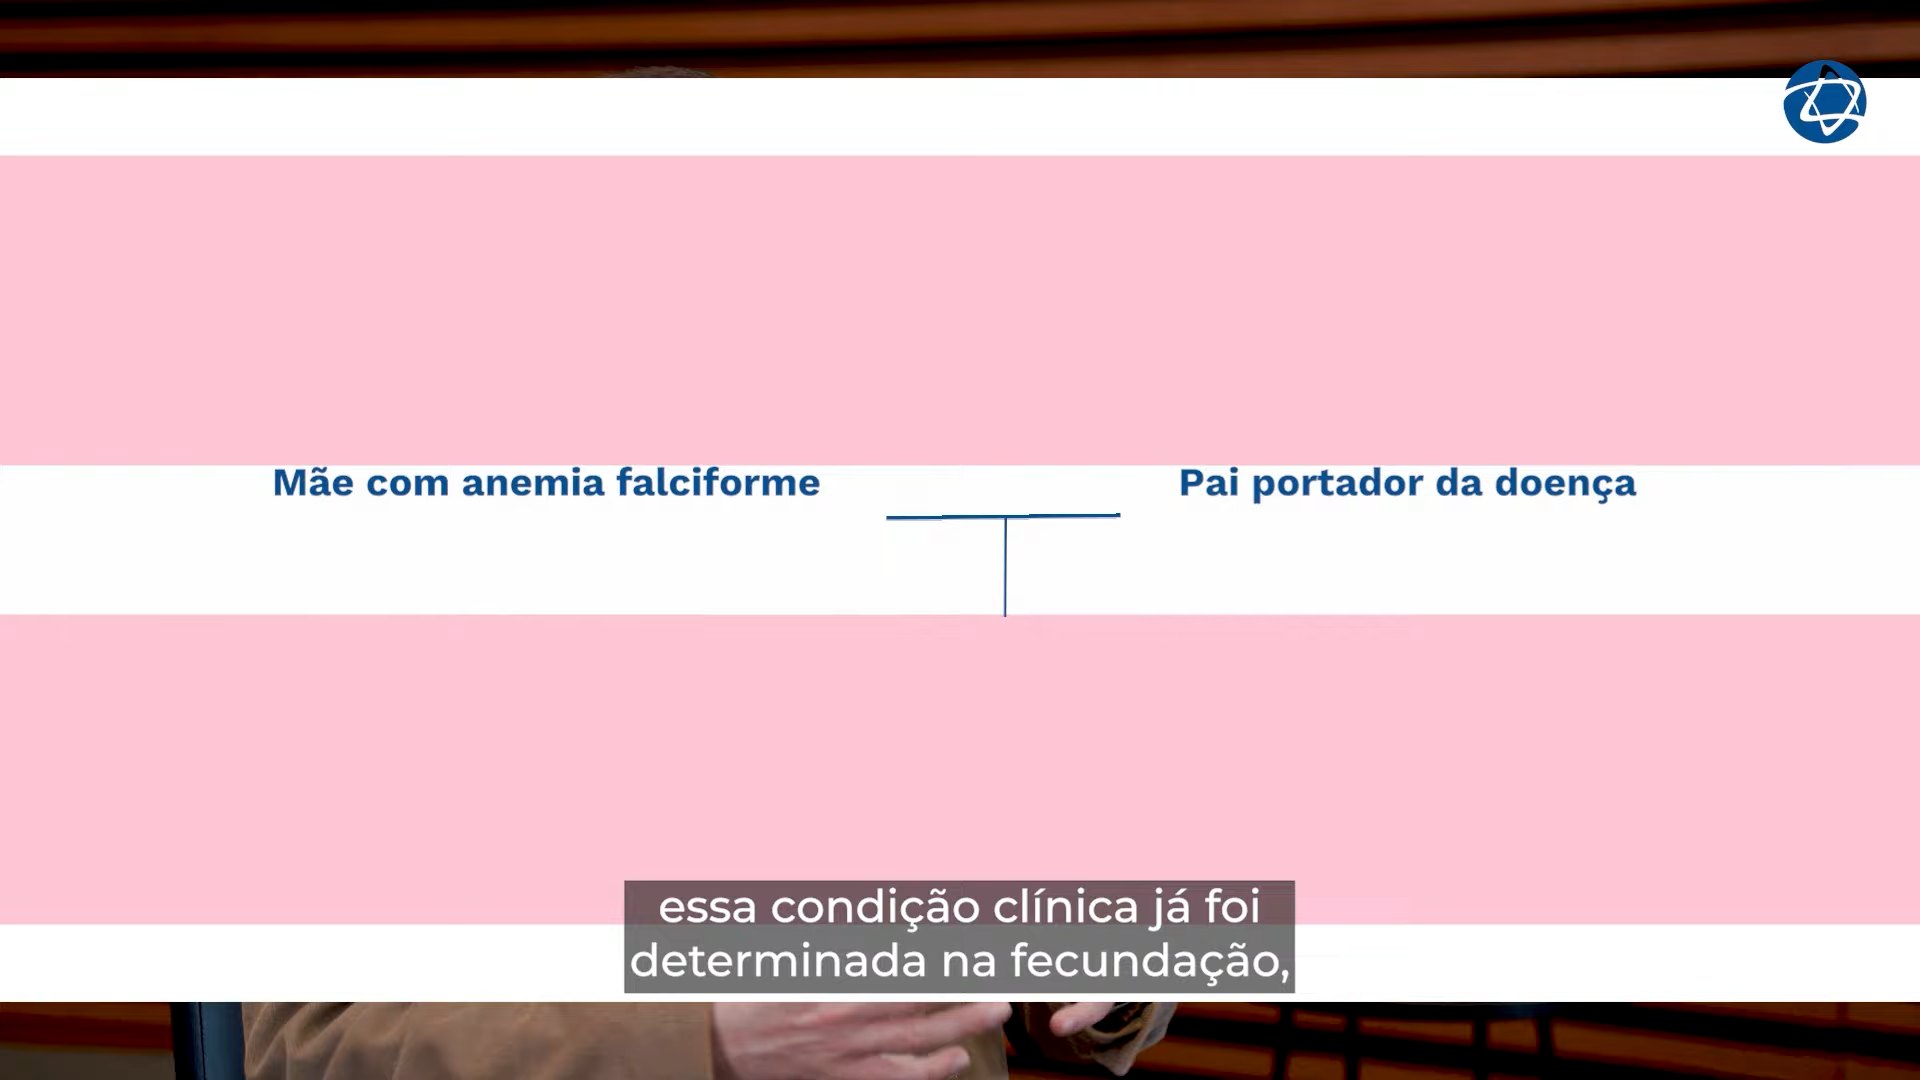 Mãe com anemia falciforme
Pai portador da doença
essa condição clínica já foi
determinada na fecundação,